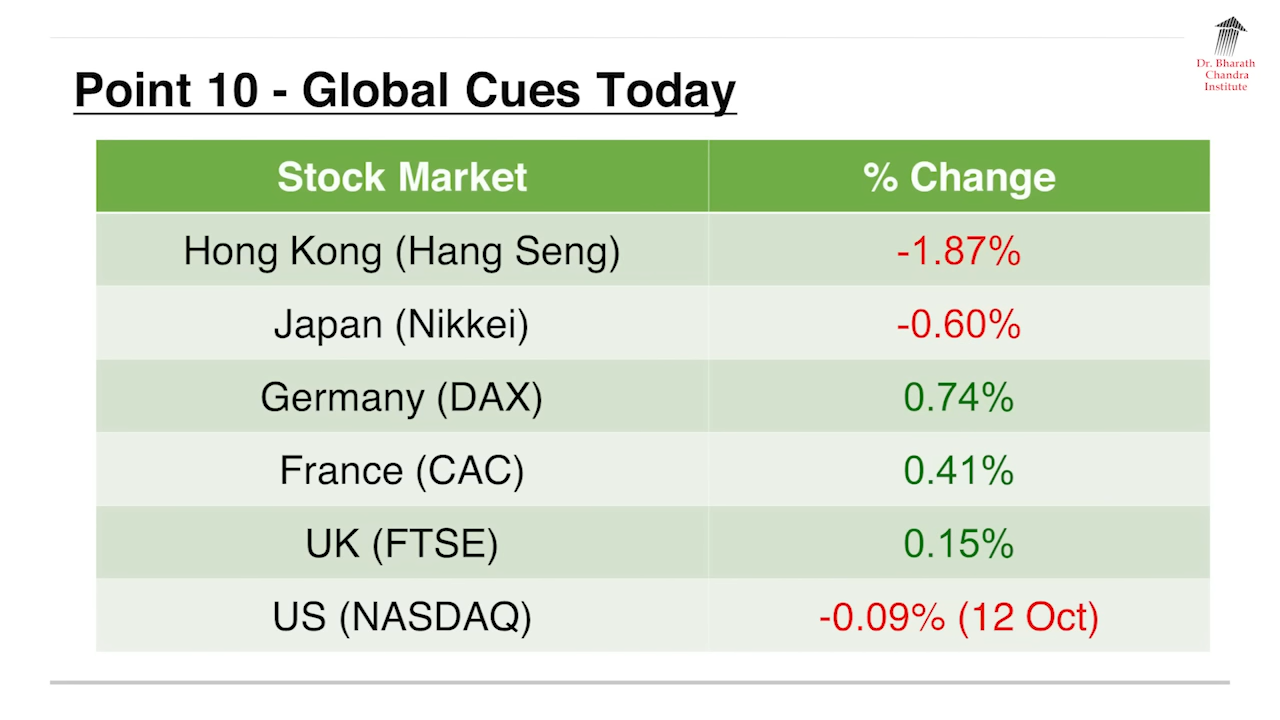 Dr. Bharath
Chandra
Institute
Point 10 - Global Cues Today
Stock Market % Change
Hong Kong (Hang Seng) -1.87%
Japan (Nikkei) -0.60%
Germany (DAX) 0.74%
France (CAC) 0.41%
UK (FTSE) 0.15%
US (NASDAQ) -0.09% (12 Oct)